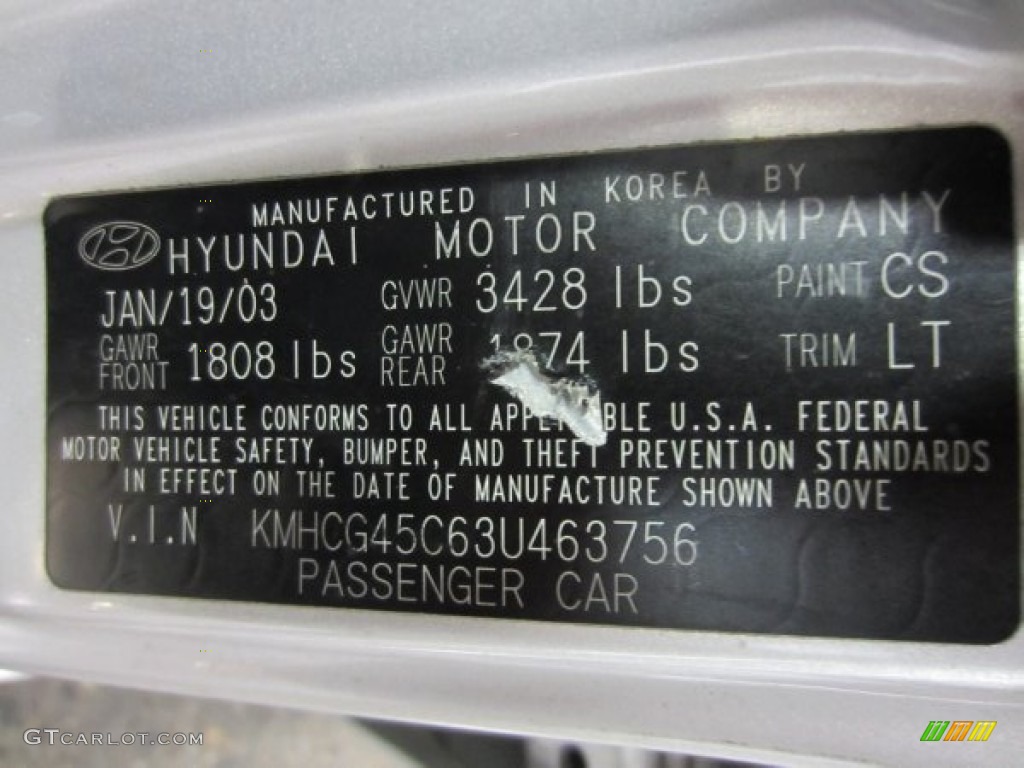 MANUFACTURED IN KOREA BY
HYUNDAI MOTOR COMPANY
JAN/19/03 GVWR 3428 lbs PAINT CS
GAWR FRONT 1808 lbs GAWR REAR 1874 lbs TRIM LT
THIS VEHICLE CONFORMS TO ALL U.S.A. FEDERAL
MOTOR VEHICLE SAFETY, BUMPER, AND THEFT PREVENTION STANDARDS
IN EFFECT ON THE DATE OF MANUFACTURE SHOWN ABOVE
V.I.N KMHCG45C63U463756
PASSENGER CAR
GTCARLOT.COM